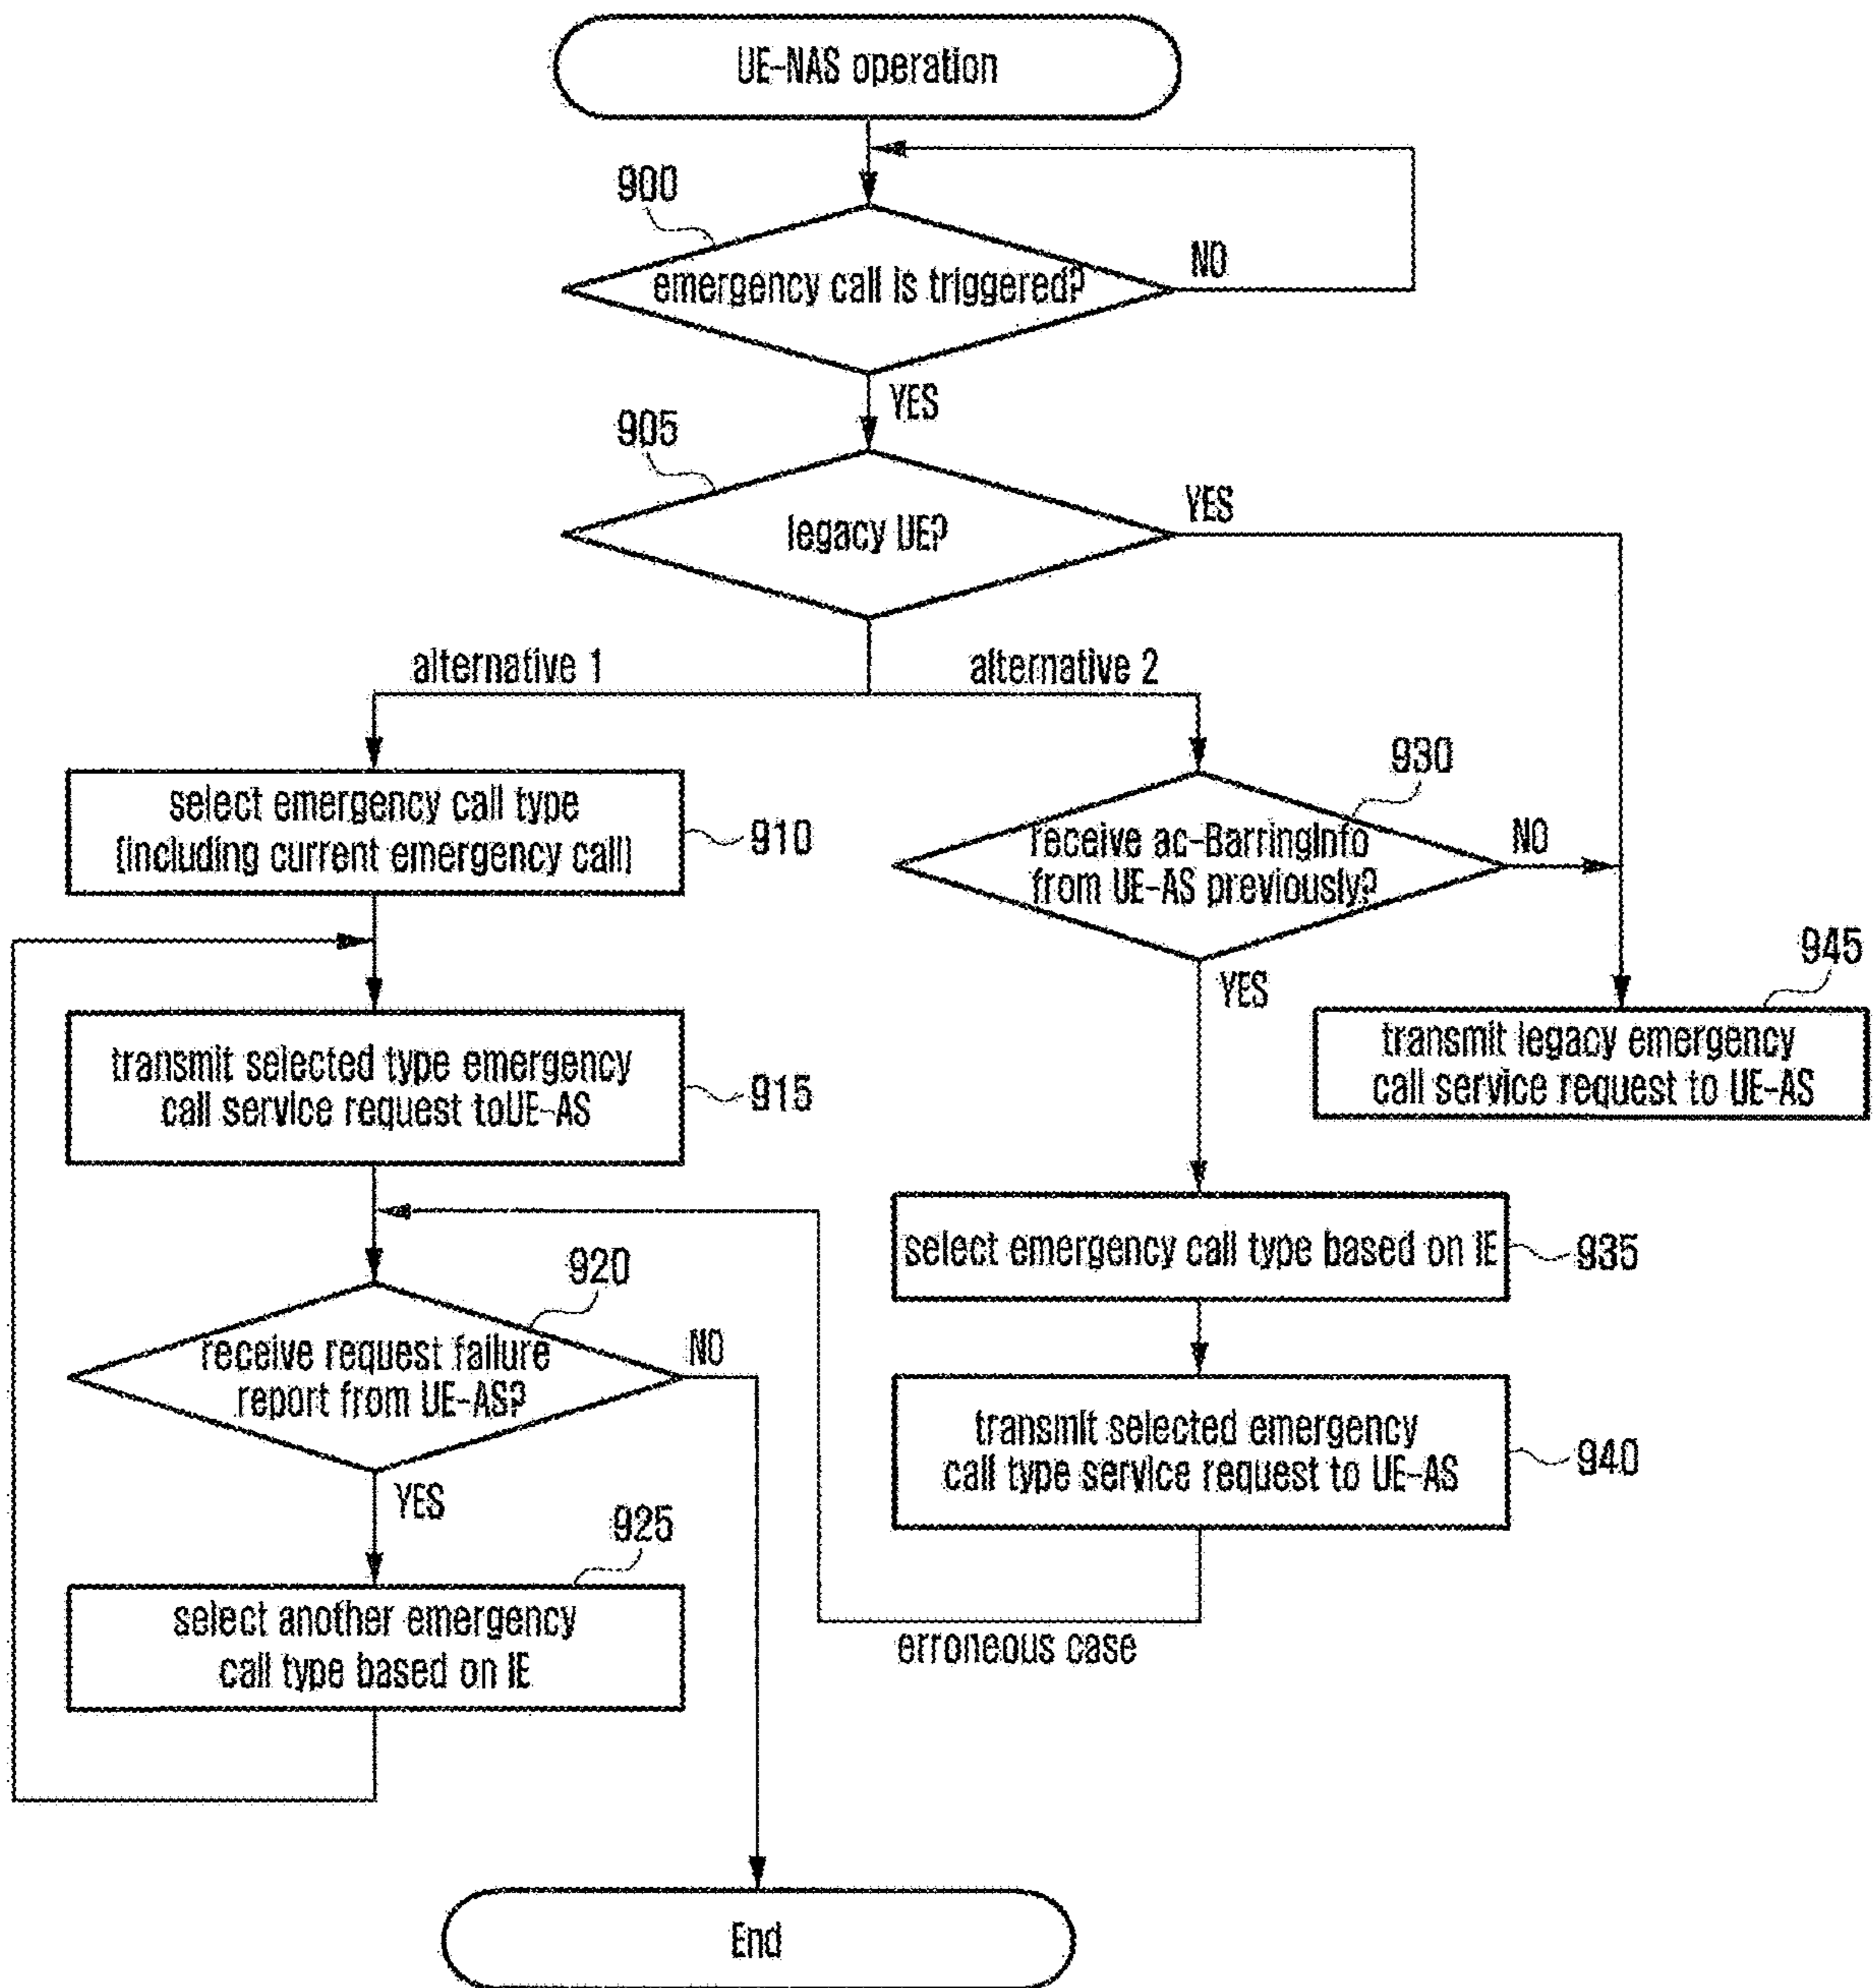 UE-NAS operation
900
emergency call is triggered?
NO
YES
905
legacy UE?
YES
alternative 1
alternative 2
select emergency call type
(including current emergency call)
910
930
receive ac-BarringInfo
from UE-AS previously?
NO
YES
945
transmit legacy emergency
call service request to UE-AS
transmit selected type emergency
call service request toUE-AS
915
select emergency call type based on IE
935
920
receive request failure
report from UE-AS?
NO
YES
transmit selected emergency
call type service request to UE-AS
940
925
select another emergency
call type based on IE
erroneous case
End